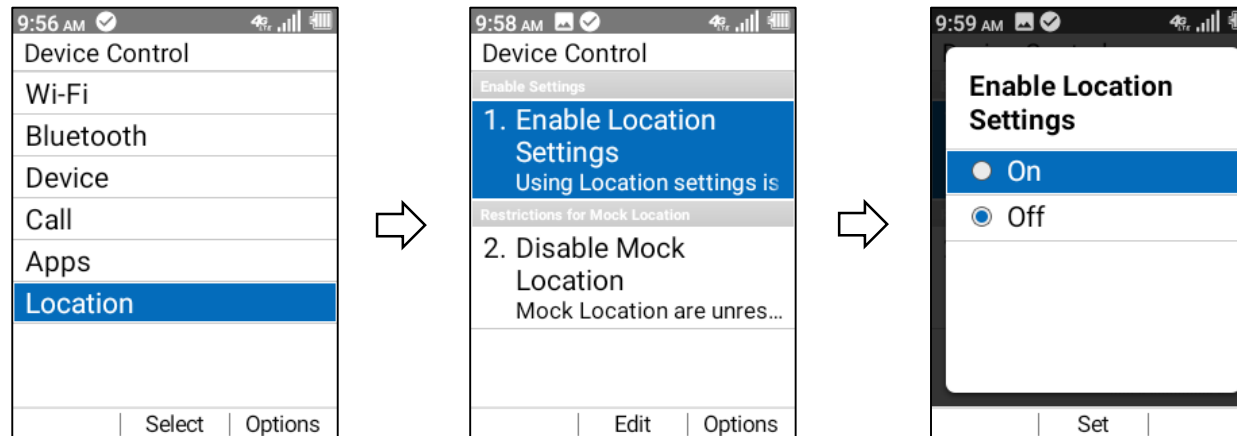 9:56 AM
Device Control
Wi-Fi
Bluetooth
Device
Call
Apps
Location
Select
Options
9:58 AM
Device Control
Enable Settings
1. Enable Location
Settings
Using Location settings is
Restrictions for Mock Location
2. Disable Mock
Location
Mock Location are unres...
Edit
Options
9:59 AM
Enable Location
Settings
On
Off
Set